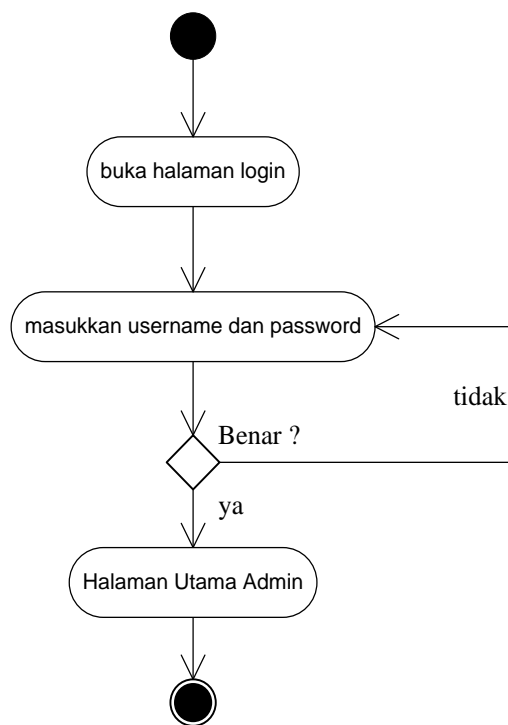 buka halaman login
masukkan username dan password
tidak
Benar ?
ya
Halaman Utama Admin